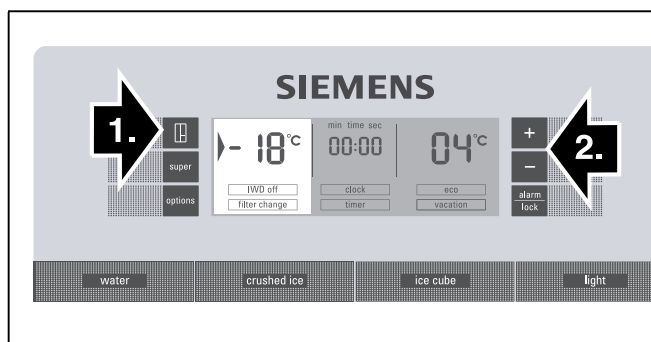 SIEMENS
1.
2.
super
options
- 18°C
IWD off
filter change
min time sec
00:00
clock
timer
04°C
eco
vacation
+
−
alarm
lock
water
crushed ice
ice cube
light